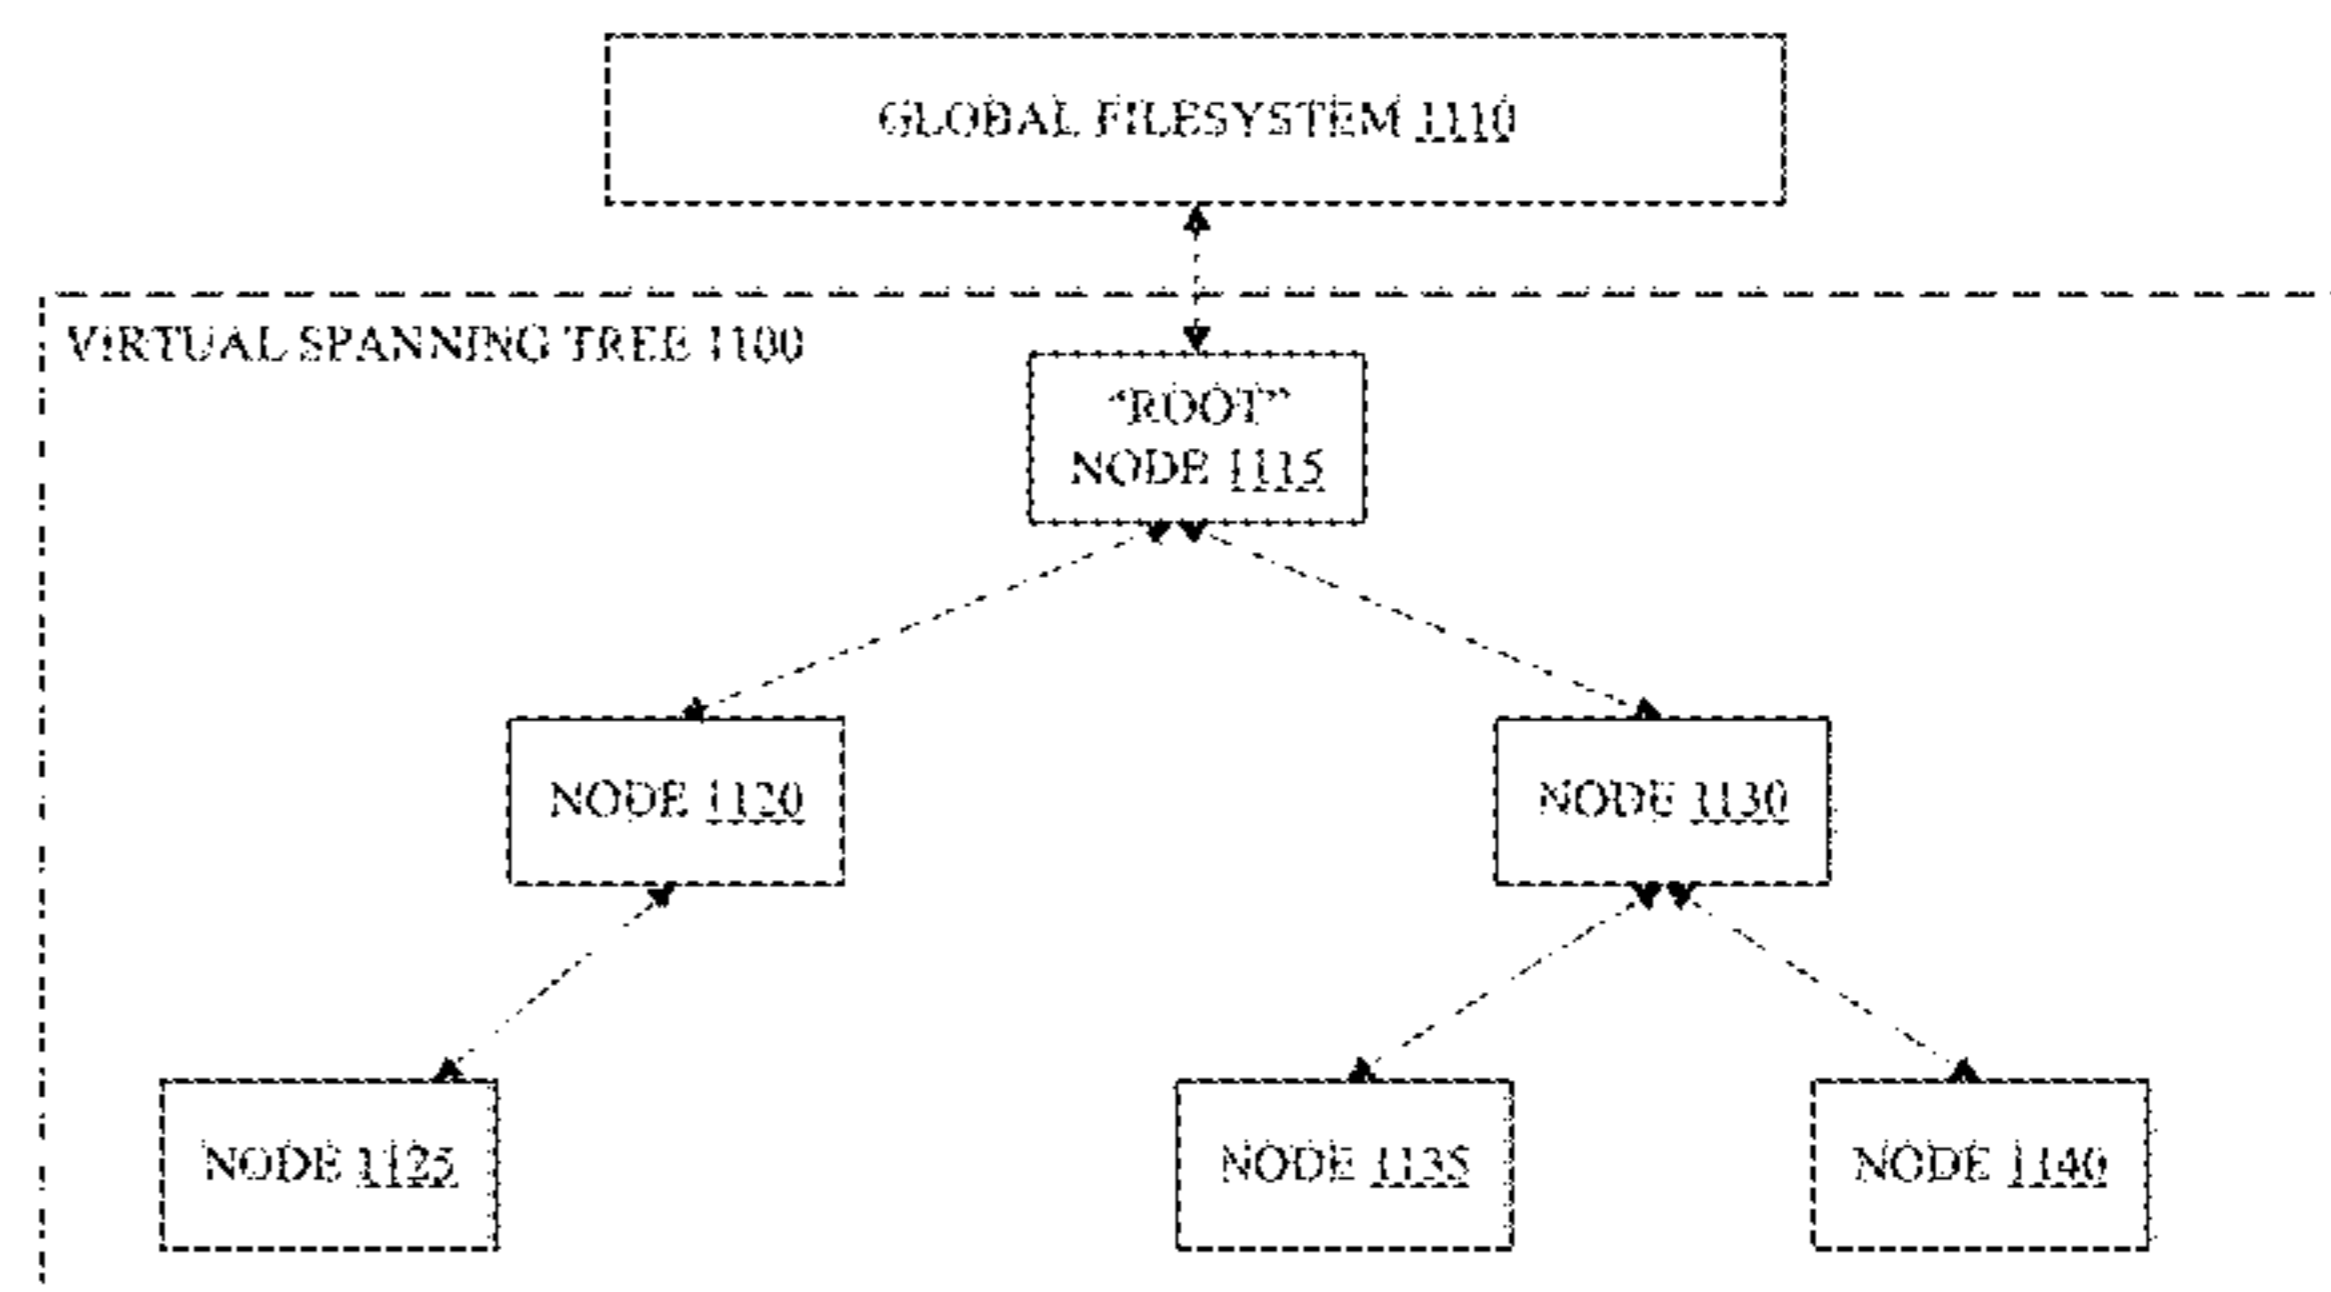 GLOBAL FILESYSTEM 1110
VIRTUAL SPANNING TREE 1100
“ROOT”
NODE 1115
NODE 1120
NODE 1130
NODE 1125
NODE 1135
NODE 1140